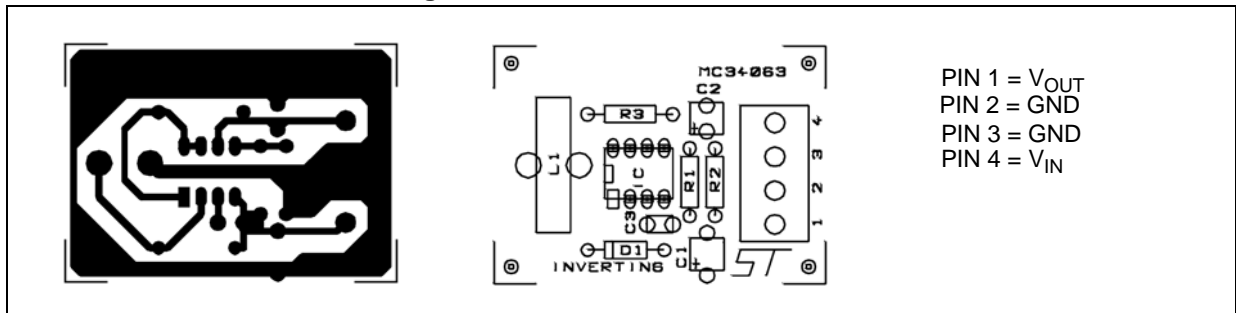 MC34063
C2
R3
+
L1
IC
R1
R2
4
3
2
1
C3
D1
C1
+
INVERTING
ST
PIN 1 = VOUT
PIN 2 = GND
PIN 3 = GND
PIN 4 = VIN